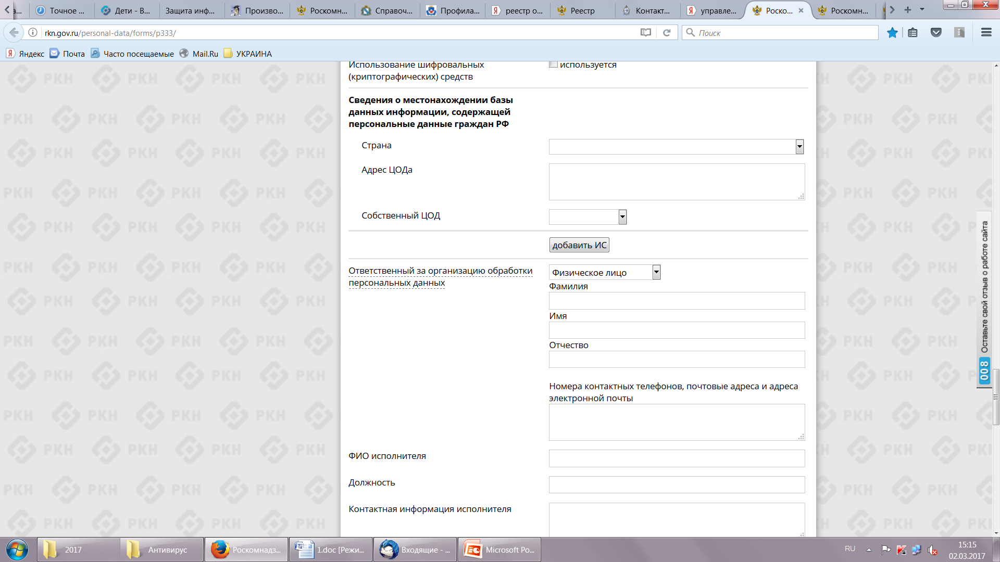 а...
Точное ...
Дети - В...
Защита инф...
Произво...
Роскомн...
Справоч...
Профила...
реестр о...
Реестр
Контакт...
управле...
Роско...
Роскомн...
rkn.gov.ru/personal-data/forms/p333/
Поиск
Яндекс
Почта
Часто посещаемые
Mail.Ru
УКРАИНА
Использование шифровальных
(криптографических) средств
используется
Сведения о местонахождении базы
данных информации, содержащей
персональные данные граждан РФ
Страна
Адрес ЦОДа
Собственный ЦОД
добавить ИС
Ответственный за организацию обработки
персональных данных
Физическое лицо
Фамилия
Имя
Отчество
Номера контактных телефонов, почтовые адреса и адреса
электронной почты
ФИО исполнителя
Должность
Контактная информация исполнителя
Оставьте свой отзыв о работе сайта
РКН
2017
Антивирус
Роскомнадз...
1.doc [Режи...
Входящие - ...
Microsoft Po...
RU
15:15
02.03.2017